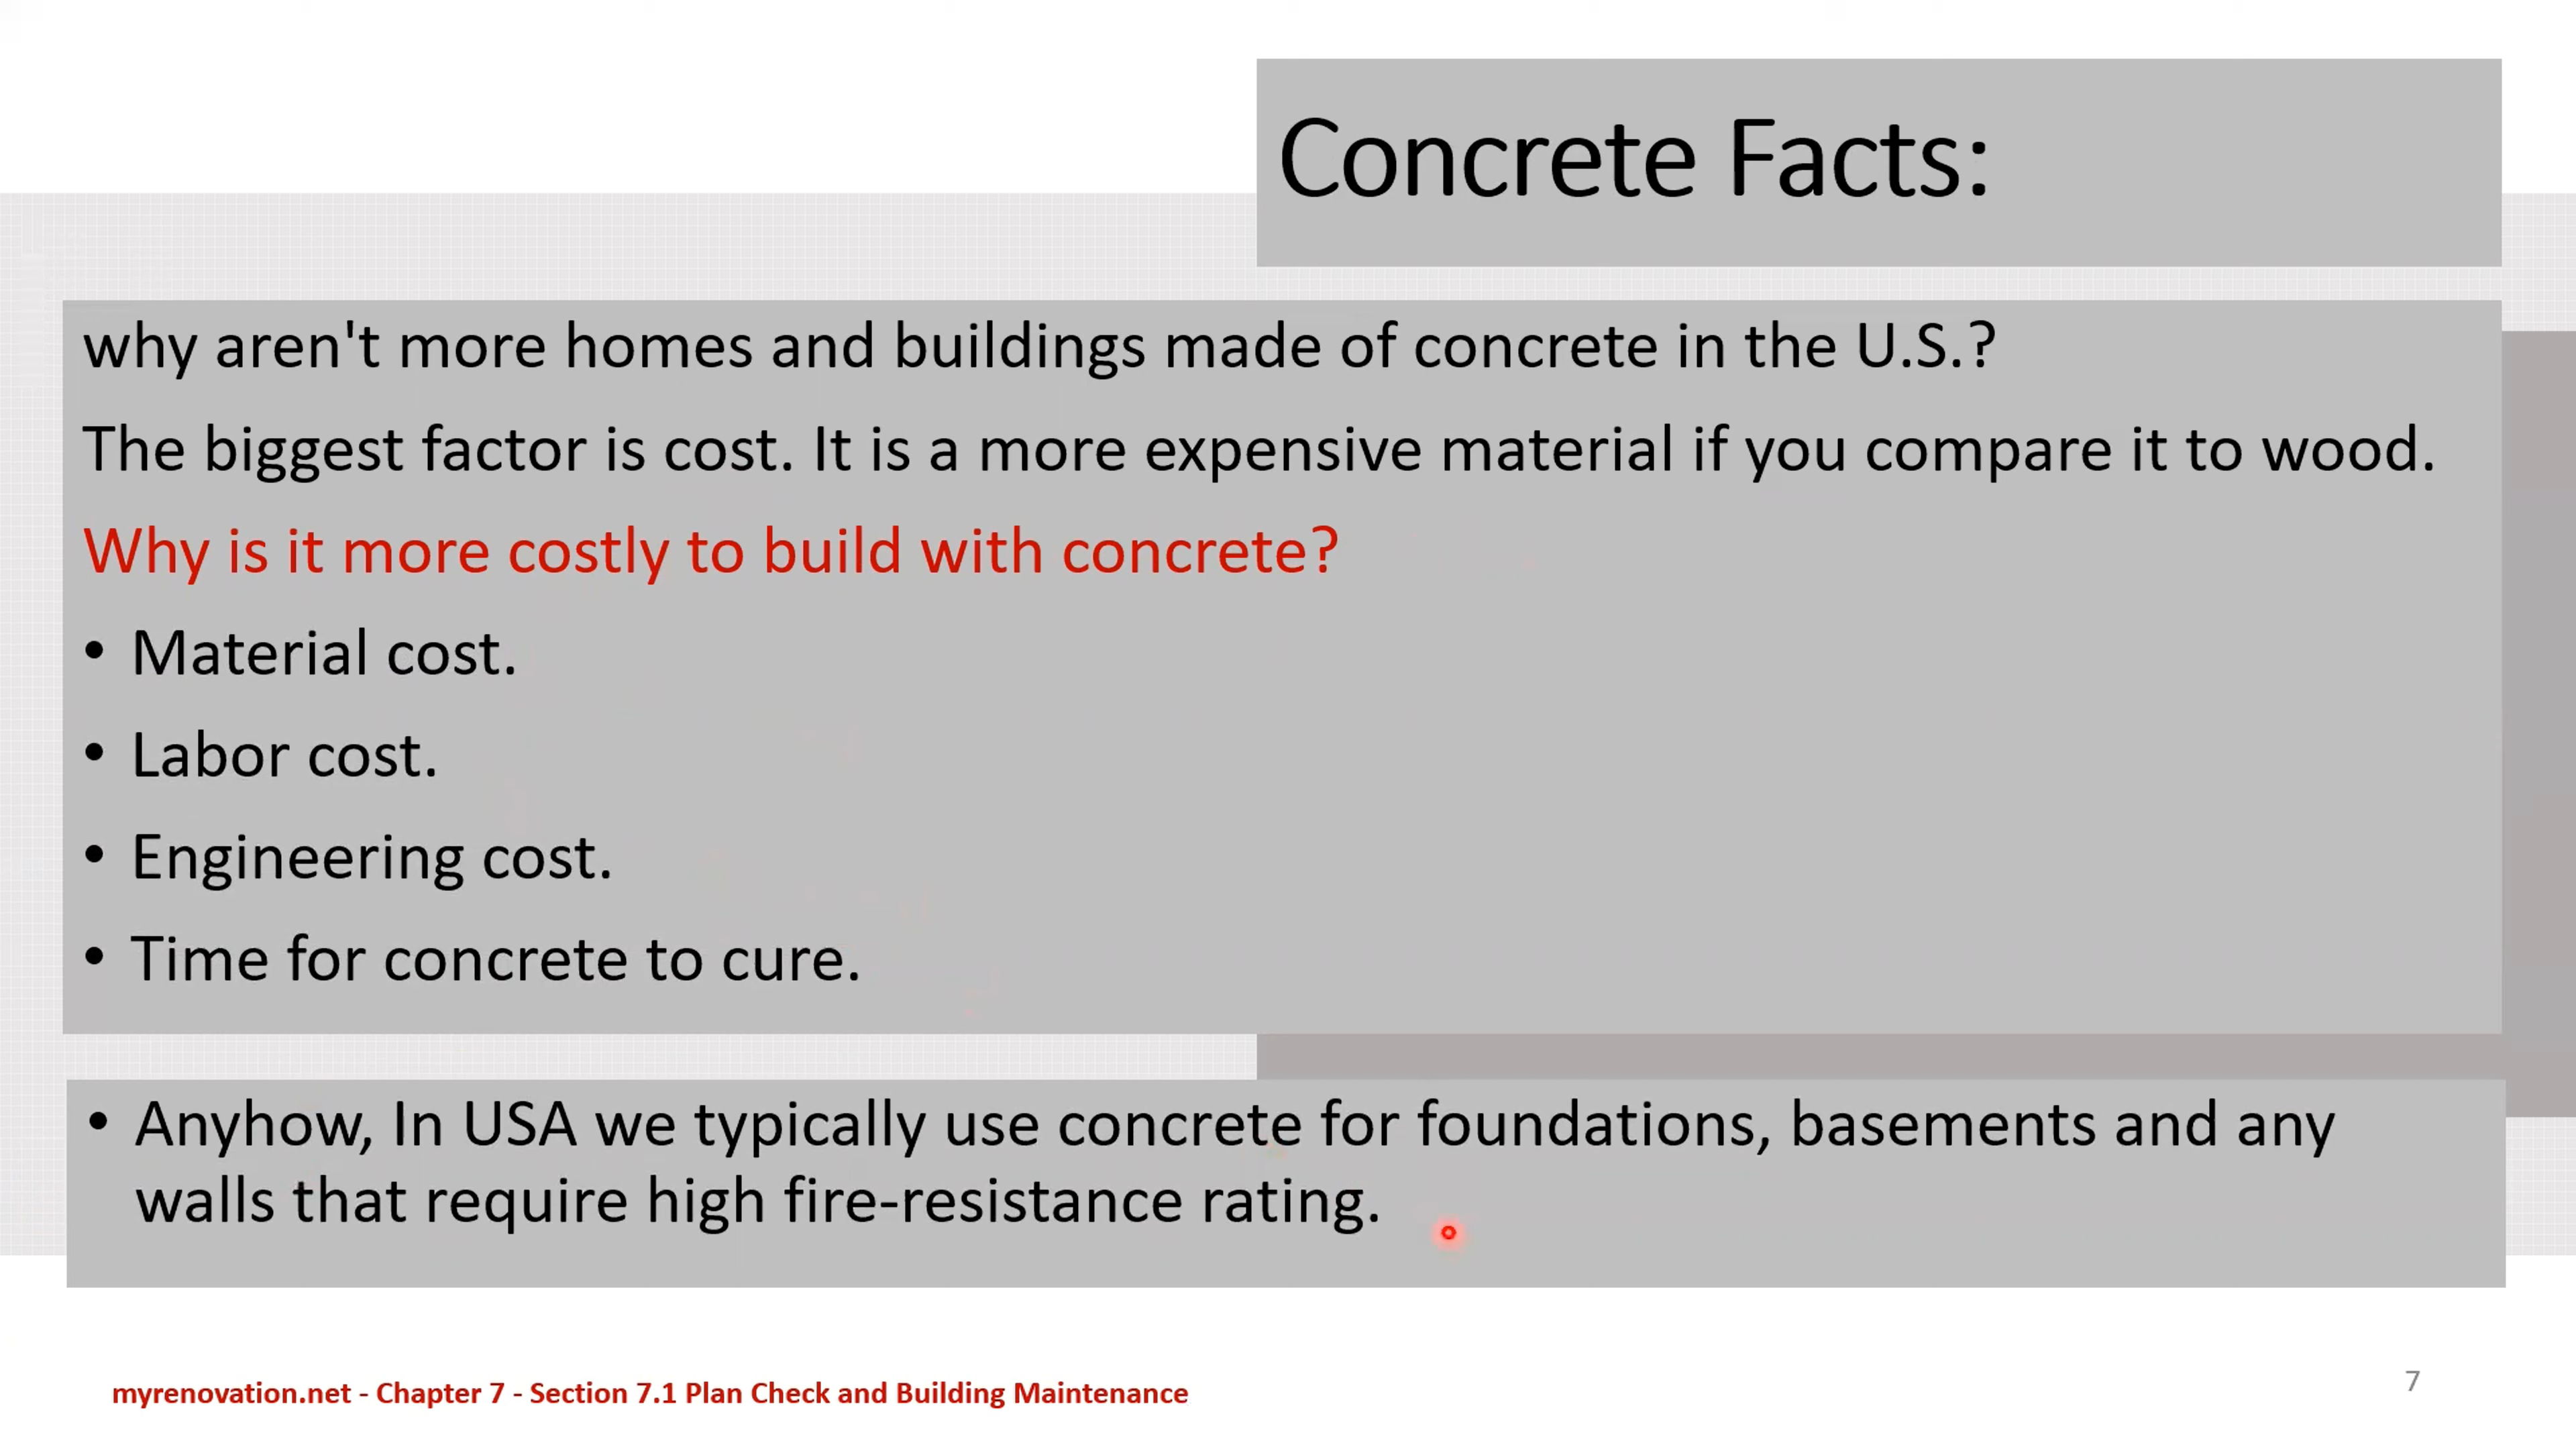 Concrete Facts:
why aren't more homes and buildings made of concrete in the U.S.?
The biggest factor is cost. It is a more expensive material if you compare it to wood.
Why is it more costly to build with concrete?
• Material cost.
• Labor cost.
• Engineering cost.
• Time for concrete to cure.
• Anyhow, In USA we typically use concrete for foundations, basements and any
walls that require high fire-resistance rating.
myrenovation.net - Chapter 7 - Section 7.1 Plan Check and Building Maintenance
7